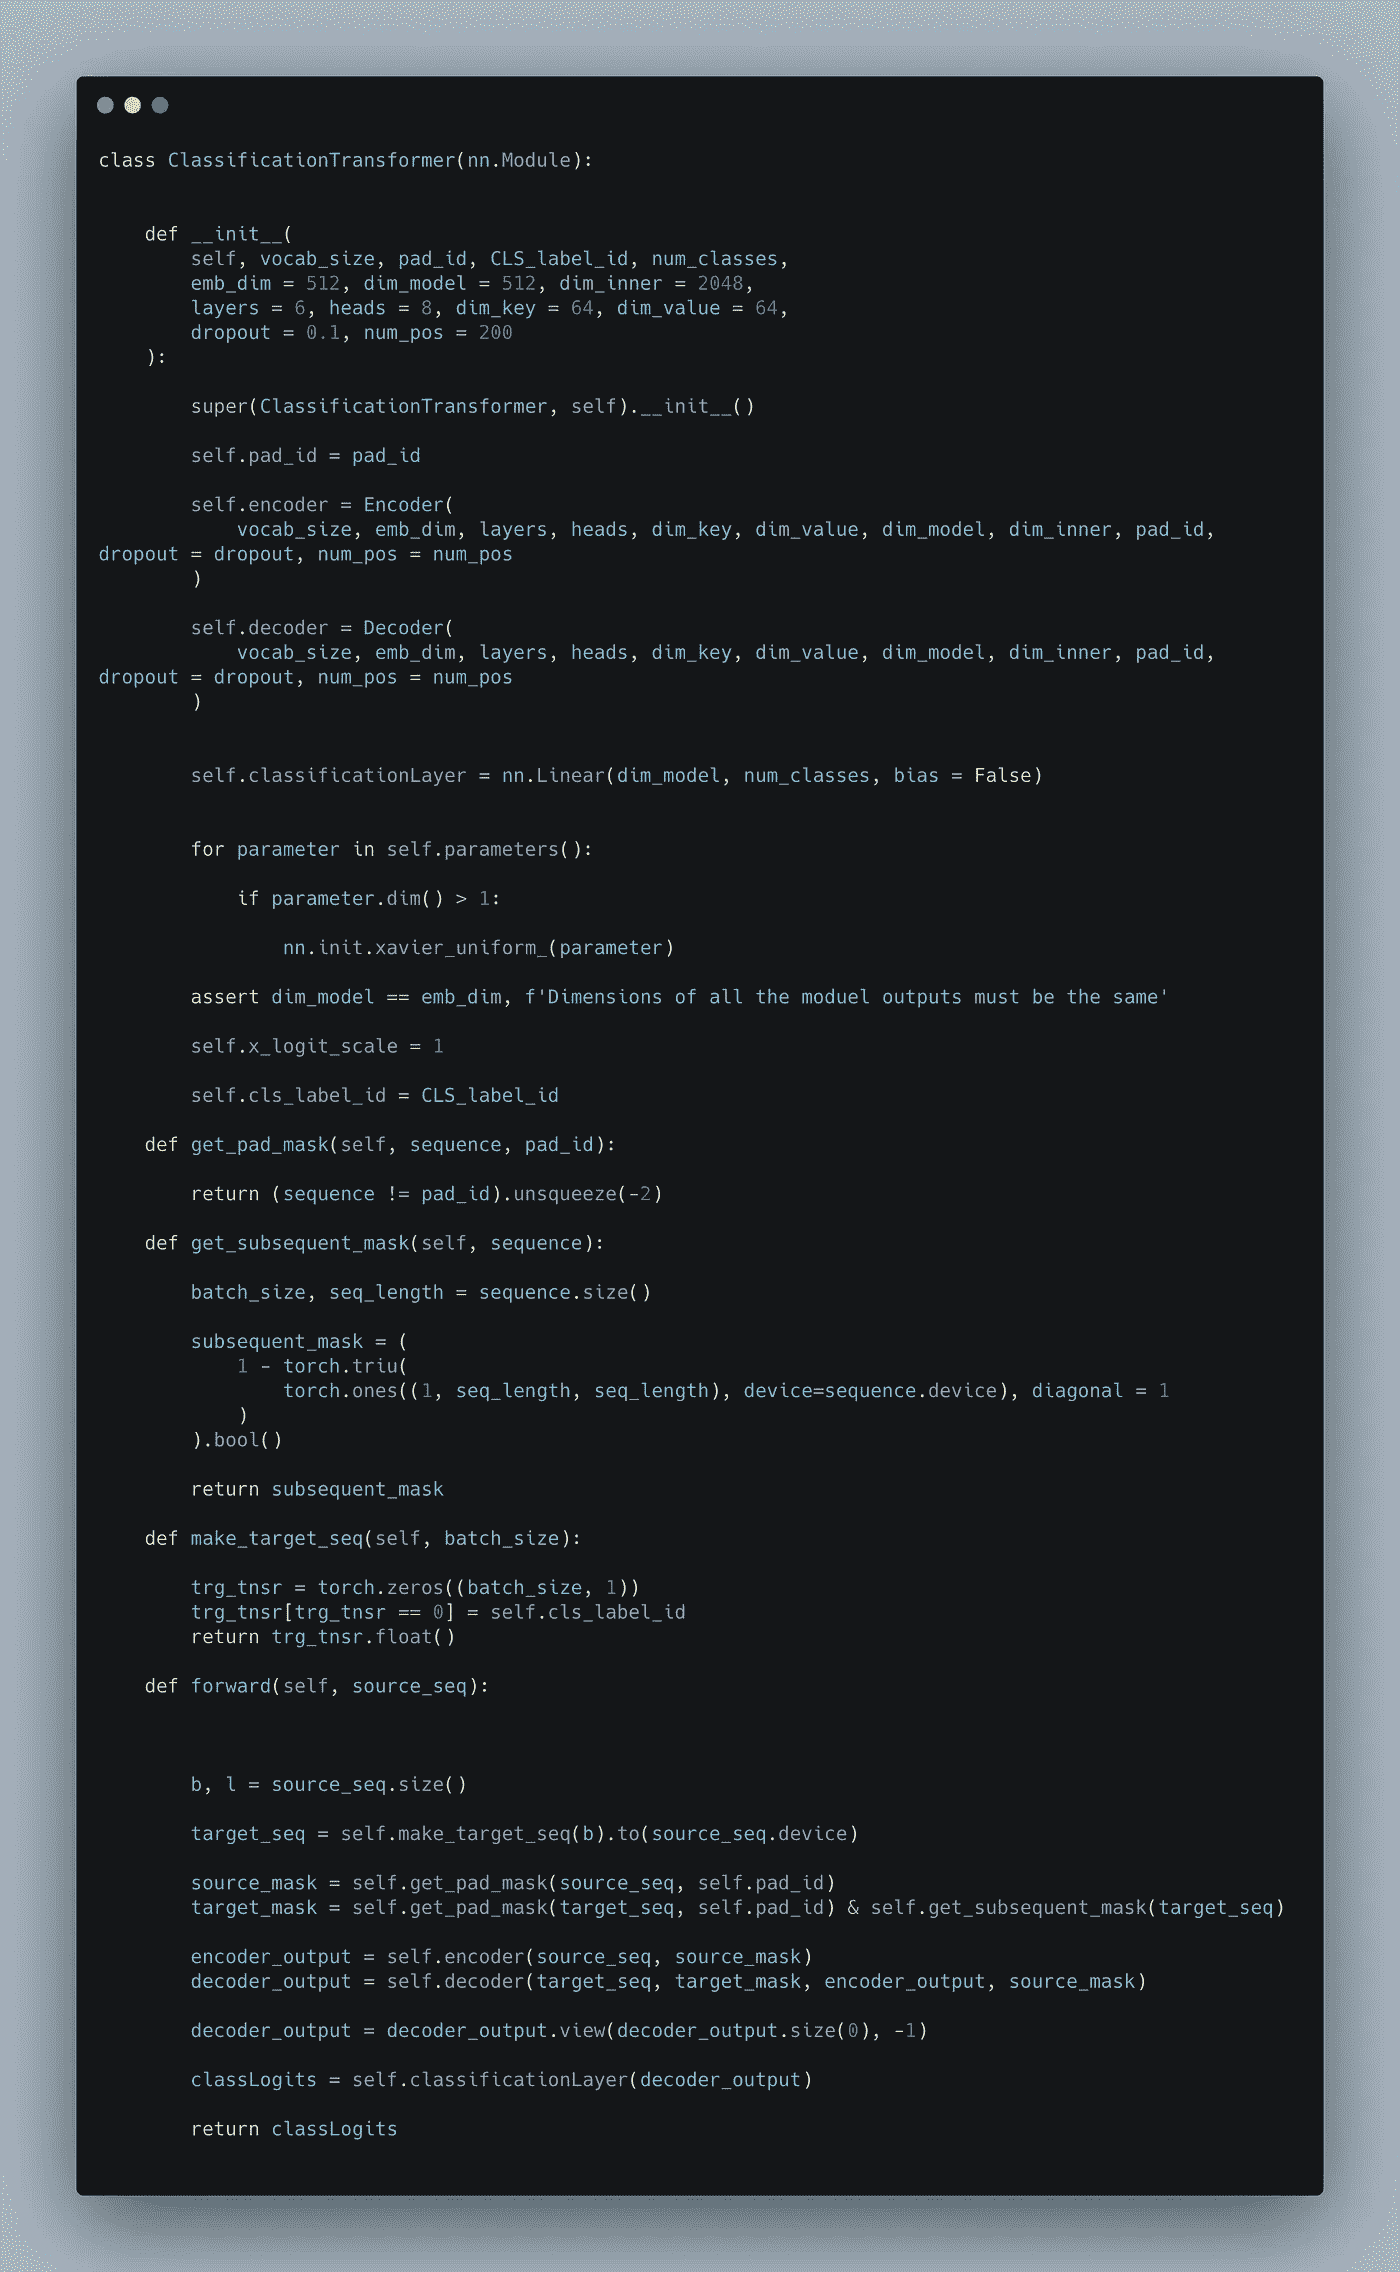 class ClassificationTransformer(nn.Module):
    def __init__(
        self, vocab_size, pad_id, CLS_label_id, num_classes,
        emb_dim = 512, dim_model = 512, dim_inner = 2048,
        layers = 6, heads = 8, dim_key = 64, dim_value = 64,
        dropout = 0.1, num_pos = 200
    ):
        super(ClassificationTransformer, self).__init__()
        self.pad_id = pad_id
        self.encoder = Encoder(
            vocab_size, emb_dim, layers, heads, dim_key, dim_value, dim_model, dim_inner, pad_id,
dropout = dropout, num_pos = num_pos
        )
        self.decoder = Decoder(
            vocab_size, emb_dim, layers, heads, dim_key, dim_value, dim_model, dim_inner, pad_id,
dropout = dropout, num_pos = num_pos
        )
        self.classificationLayer = nn.Linear(dim_model, num_classes, bias = False)
        for parameter in self.parameters():
            if parameter.dim() > 1:
                nn.init.xavier_uniform_(parameter)
        assert dim_model == emb_dim, f'Dimensions of all the moduel outputs must be the same'
        self.x_logit_scale = 1
        self.cls_label_id = CLS_label_id
    def get_pad_mask(self, sequence, pad_id):
        return (sequence != pad_id).unsqueeze(-2)
    def get_subsequent_mask(self, sequence):
        batch_size, seq_length = sequence.size()
        subsequent_mask = (
            1 - torch.triu(
                torch.ones((1, seq_length, seq_length), device=sequence.device), diagonal = 1
            )
        ).bool()
        return subsequent_mask
    def make_target_seq(self, batch_size):
        trg_tnsr = torch.zeros((batch_size, 1))
        trg_tnsr[trg_tnsr == 0] = self.cls_label_id
        return trg_tnsr.float()
    def forward(self, source_seq):
        b, l = source_seq.size()
        target_seq = self.make_target_seq(b).to(source_seq.device)
        source_mask = self.get_pad_mask(source_seq, self.pad_id)
        target_mask = self.get_pad_mask(target_seq, self.pad_id) & self.get_subsequent_mask(target_seq)
        encoder_output = self.encoder(source_seq, source_mask)
        decoder_output = self.decoder(target_seq, target_mask, encoder_output, source_mask)
        decoder_output = decoder_output.view(decoder_output.size(0), -1)
        classLogits = self.classificationLayer(decoder_output)
        return classLogits